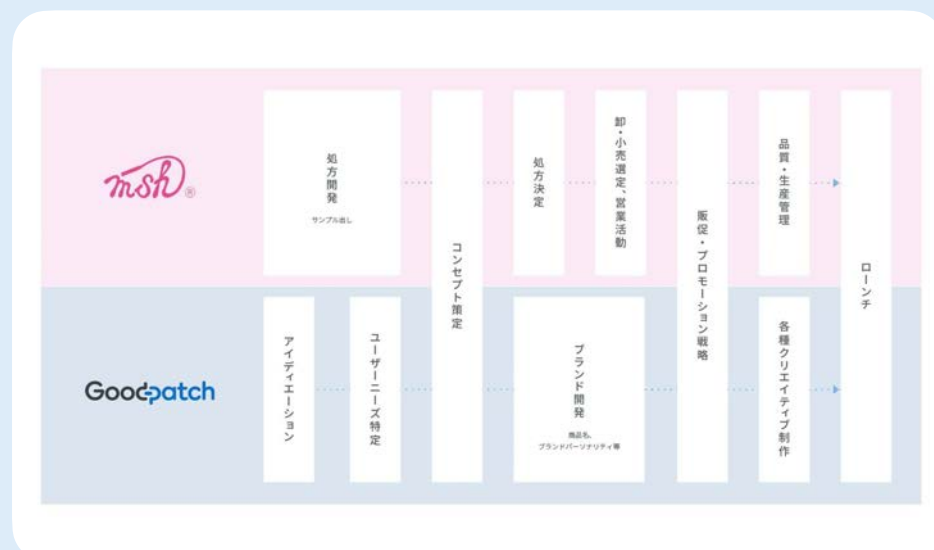 msh®
処方開発
サンプル出し
コンセプト策定
処方決定
卸・小売選定、営業活動
販促・プロモーション戦略
品質・生産管理
ローンチ
Goodpatch
アイディエーション
ユーザーニーズ特定
ブランド開発
商品名、
ブランドパーソナリティ等
各種クリエイティブ制作